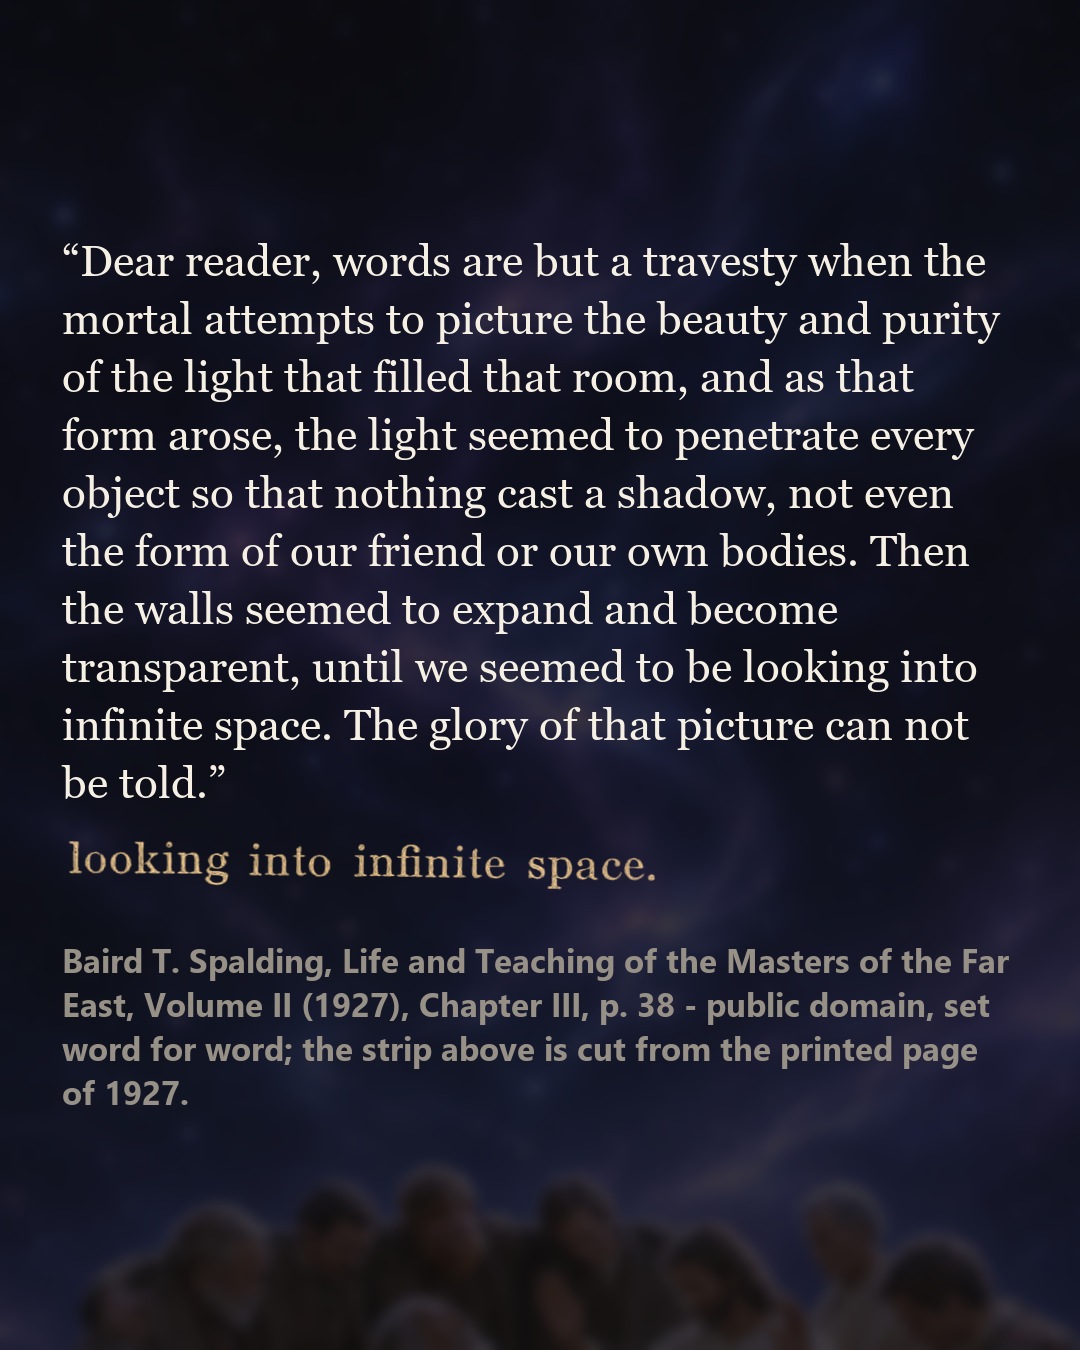 “Dear reader, words are but a travesty when the
mortal attempts to picture the beauty and purity
of the light that filled that room, and as that
form arose, the light seemed to penetrate every
object so that nothing cast a shadow, not even
the form of our friend or our own bodies. Then
the walls seemed to expand and become
transparent, until we seemed to be looking into
infinite space. The glory of that picture can not
be told.”
looking into infinite space.
Baird T. Spalding, Life and Teaching of the Masters of the Far
East, Volume II (1927), Chapter III, p. 38 - public domain, set
word for word; the strip above is cut from the printed page
of 1927.